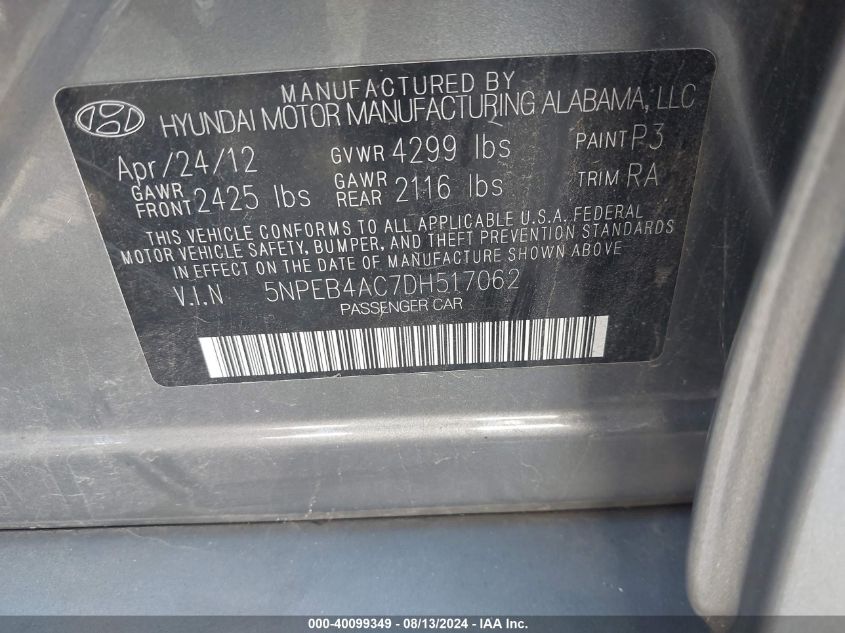 MANUFACTURED BY
HYUNDAI MOTOR MANUFACTURING ALABAMA, LLC
Apr/24/12 GVWR 4299 lbs PAINT P3
GAWR FRONT 2425 lbs GAWR REAR 2116 lbs TRIM RA
THIS VEHICLE CONFORMS TO ALL APPLICABLE U.S.A. FEDERAL
MOTOR VEHICLE SAFETY, BUMPER, AND THEFT PREVENTION STANDARDS
IN EFFECT ON THE DATE OF MANUFACTURE SHOWN ABOVE
V.I.N 5NPEB4AC7DH517062
PASSENGER CAR
000-40099349 - 08/13/2024 - IAA Inc.